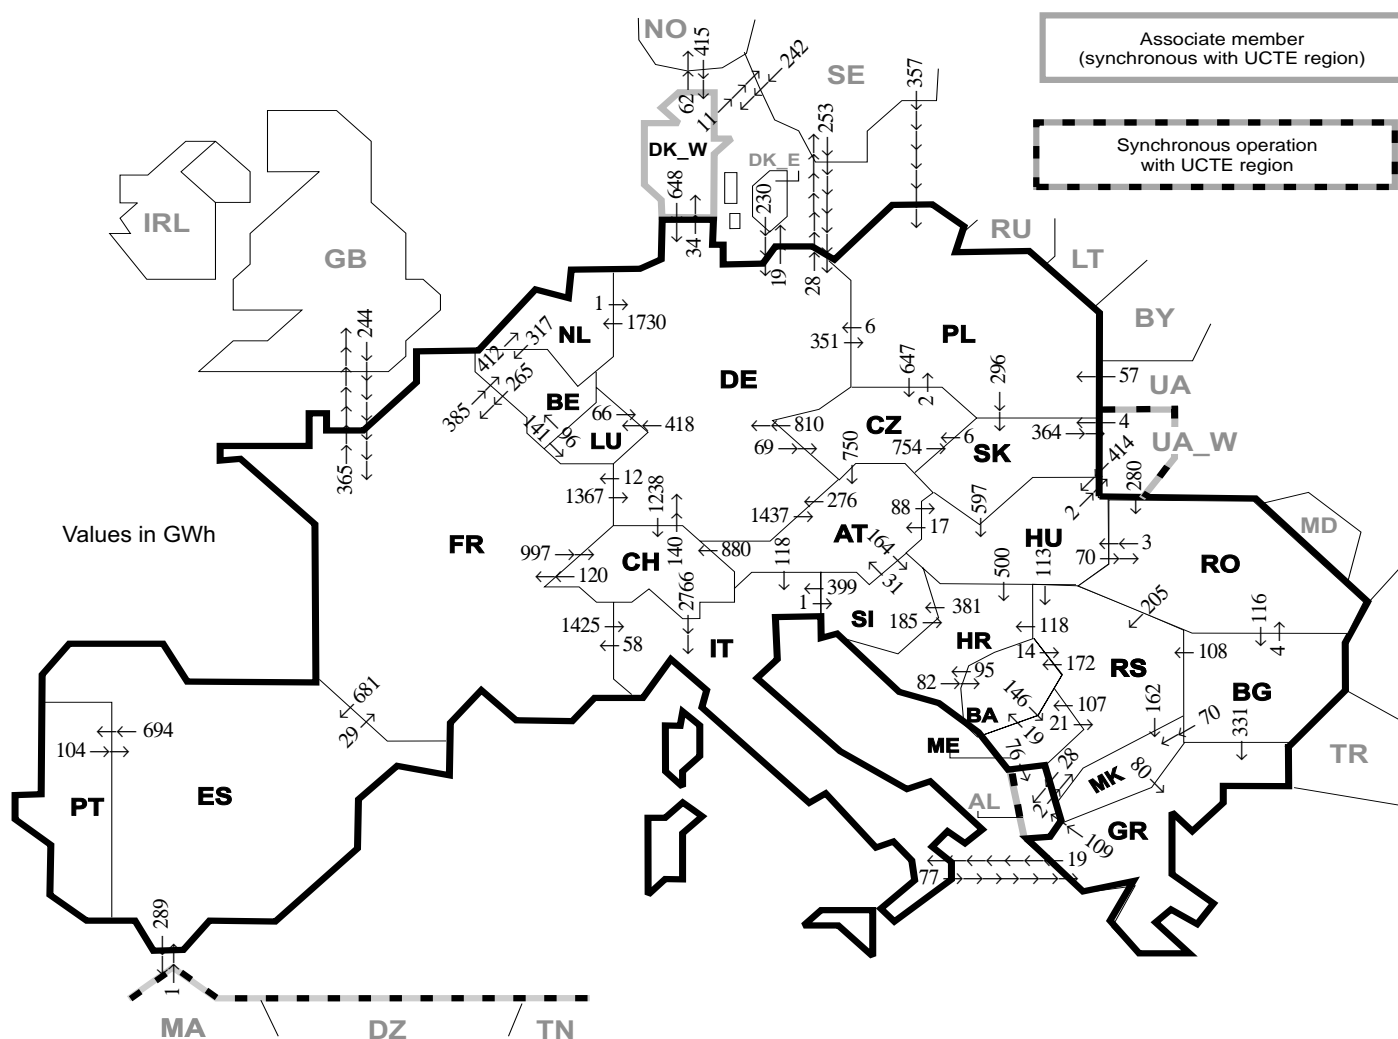 NO
415
242
SE
357
Associate member
(synchronous with UCTE region)
62
11
253
DK_W
DK_E
Synchronous operation
with UCTE region
648
34
230
19
28
IRL
GB
RU
LT
BY
UA
UA_W
244
365
1
1730
NL
317
412
265
385
BE
141
96
LU
66
418
DE
6
351
PL
647
2
296
57
4
364
414
280
2
810
69
CZ
750
754
6
SK
12
1367
1238
140
276
1437
88
17
597
Values in GWh
FR
997
120
CH
880
118
AT
164
31
HU
3
70
RO
MD
500
113
2766
399
1
SI
185
381
HR
118
205
116
4
1425
58
IT
14
172
RS
108
95
82
146
19
BA
107
21
162
70
331
BG
681
29
694
104
PT
ES
ME
76
28
2
MK
80
TR
AL
109
GR
19
77
289
1
MA
DZ
TN